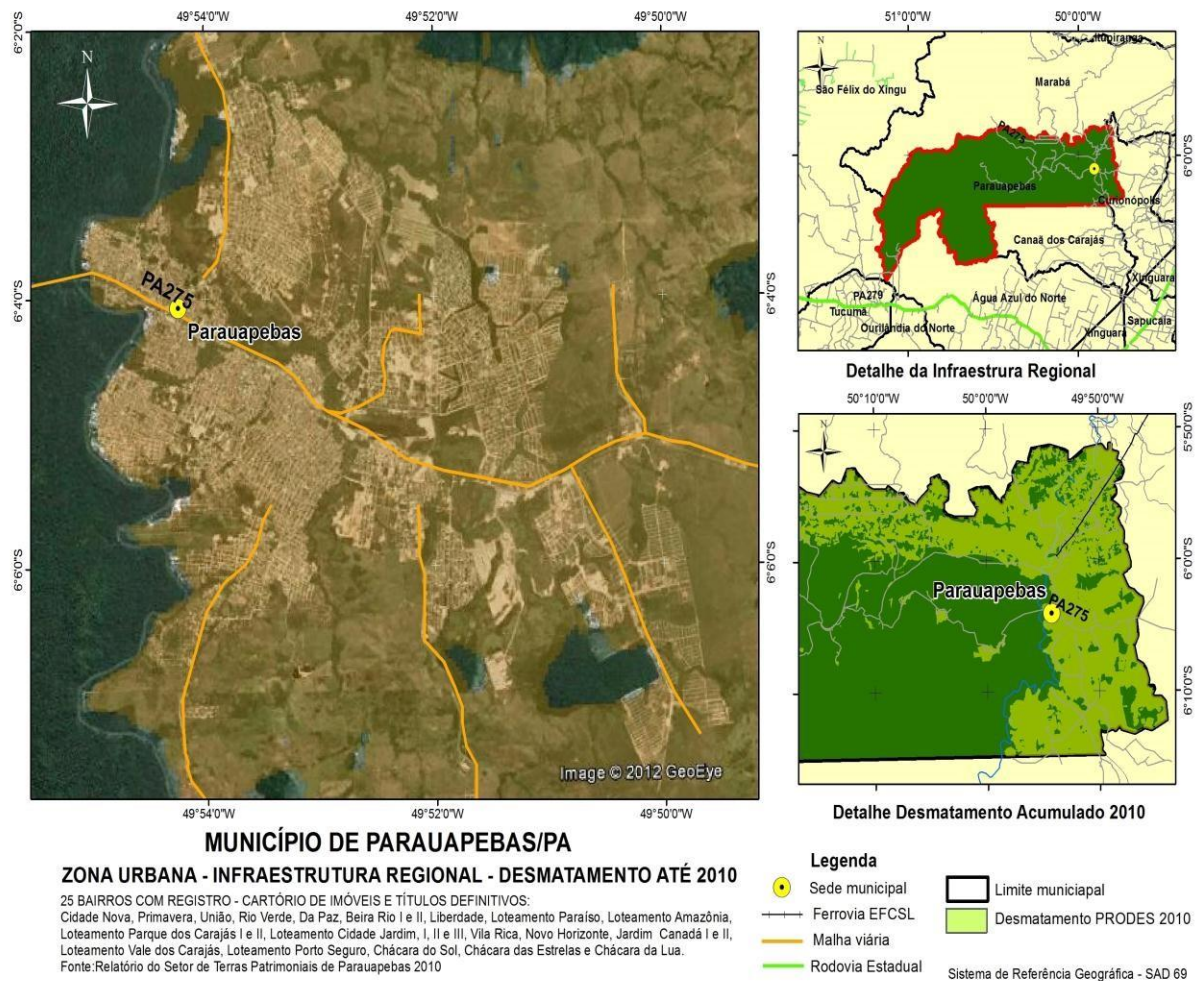 49°54'0"W
49°52'0"W
49°50'0"W
6°2'0"S
6°4'0"S
6°6'0"S
N
PA275
Parauapebas
Image © 2012 GeoEye
49°54'0"W
49°52'0"W
49°50'0"W
51°0'0"W
50°0'0"W
6°0'0"S
6°4'0"S
N
Itupiranga
São Félix do Xingu
Marabá
PA275
Parauapebas
Curionópolis
Canaã dos Carajás
Xinguara
PA279
Tucumã
Água Azul do Norte
Ourilândia do Norte
Xinguara
Sapucaia
Detalhe da Infraestrura Regional
50°10'0"W
50°0'0"W
49°50'0"W
5°50'0"S
6°0'0"S
6°10'0"S
N
Parauapebas
PA275
Detalhe Desmatamento Acumulado 2010
MUNICÍPIO DE PARAUAPEBAS/PA
ZONA URBANA - INFRAESTRUTURA REGIONAL - DESMATAMENTO ATÉ 2010
25 BAIRROS COM REGISTRO - CARTÓRIO DE IMÓVEIS E TÍTULOS DEFINITIVOS:
Cidade Nova, Primavera, União, Rio Verde, Da Paz, Beira Rio I e II, Liberdade, Loteamento Paraíso, Loteamento Amazônia,
Loteamento Parque dos Carajás I e II, Loteamento Cidade Jardim, I, II e III, Vila Rica, Novo Horizonte, Jardim Canadá I e II,
Loteamento Vale dos Carajás, Loteamento Porto Seguro, Chácara do Sol, Chácara das Estrelas e Chácara da Lua.
Fonte:Relatório do Setor de Terras Patrimoniais de Parauapebas 2010
Legenda
Sede municipal
Ferrovia EFCSL
Malha viária
Rodovia Estadual
Limite municiapal
Desmatamento PRODES 2010
Sistema de Referência Geográfica - SAD 69